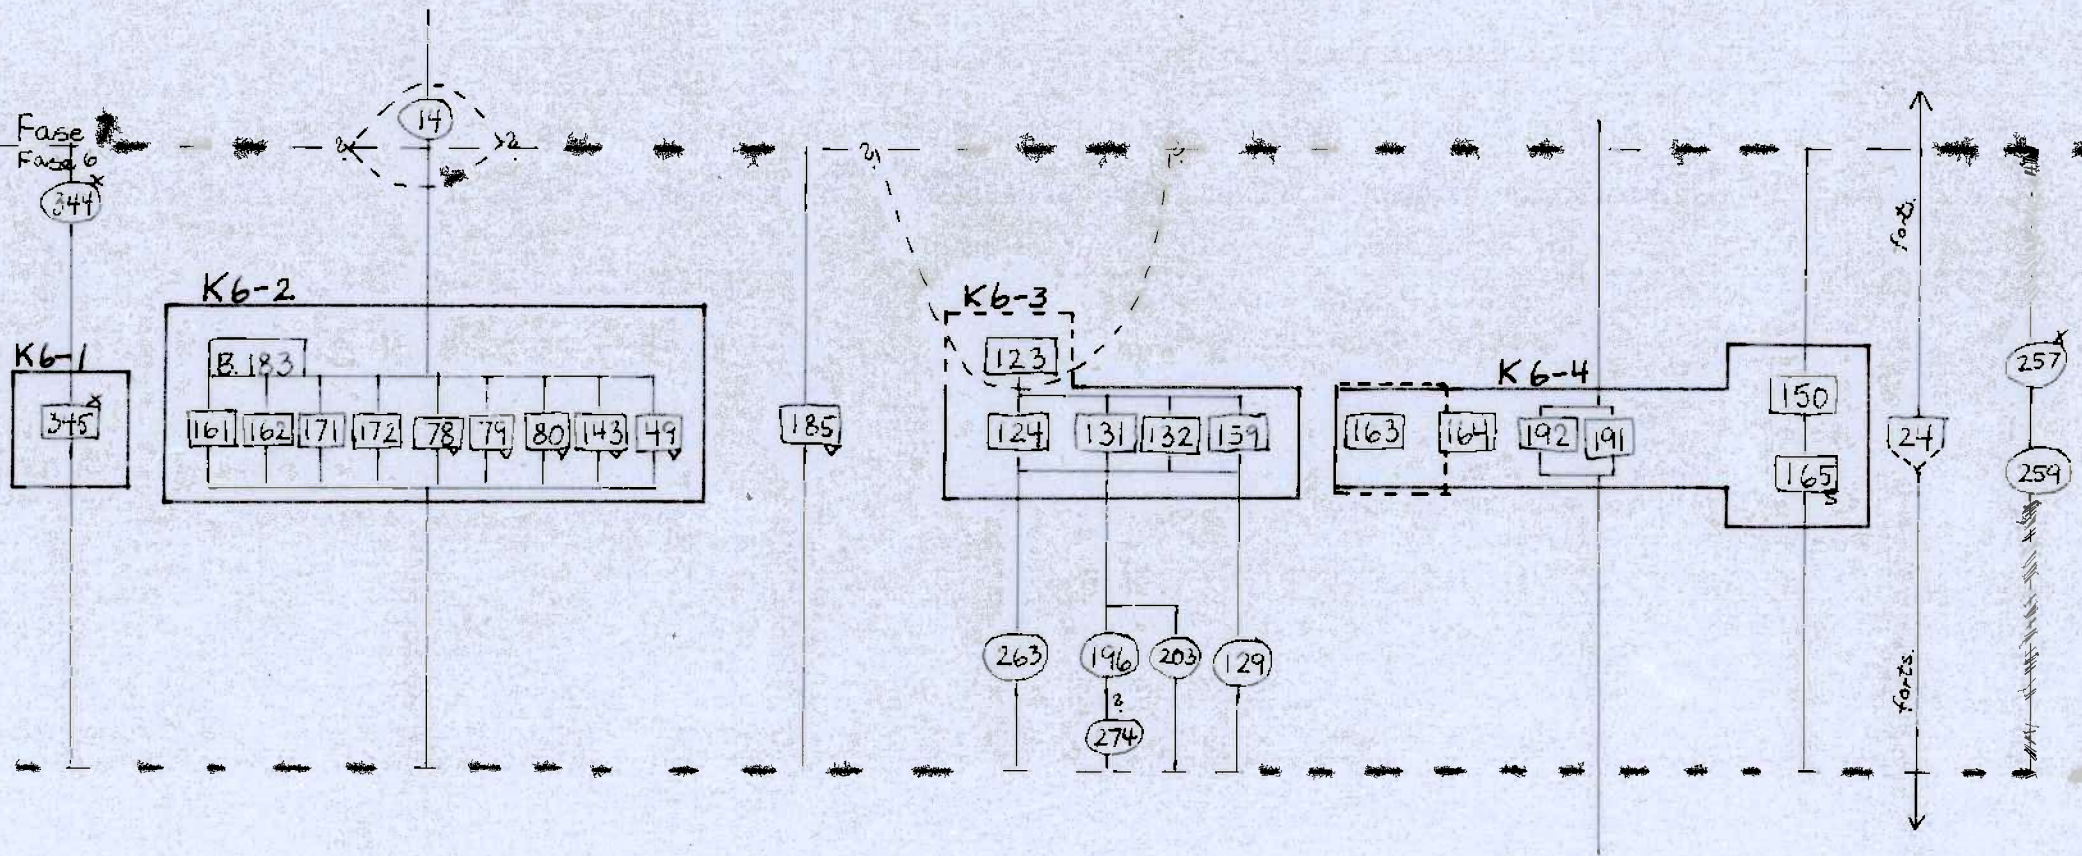 14
Fase
Fase 6
?
?
?
?
344 x
forts.
K6-2
K6-3
K6-1
B. 183
123
K6-4
257 x
345 x
161 162 171 172 78 79 80 143 49
185
124 131 132 159
163 164 192 191
150
24
165
s
259
263 196 203 129
?
274
forts.